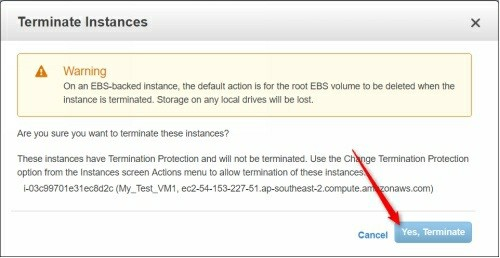 Terminate Instances
Warning
On an EBS-backed instance, the default action is for the root EBS volume to be deleted when the
instance is terminated. Storage on any local drives will be lost.
Are you sure you want to terminate these instances?
These instances have Termination Protection and will not be terminated. Use the Change Termination Protection
option from the Instances screen Actions menu to allow termination of these instances.
i-03c99701e31ec8d2c (My_Test_VM1, ec2-54-153-227-51.ap-southeast-2.compute.amazonaws.com)
Cancel
Yes, Terminate